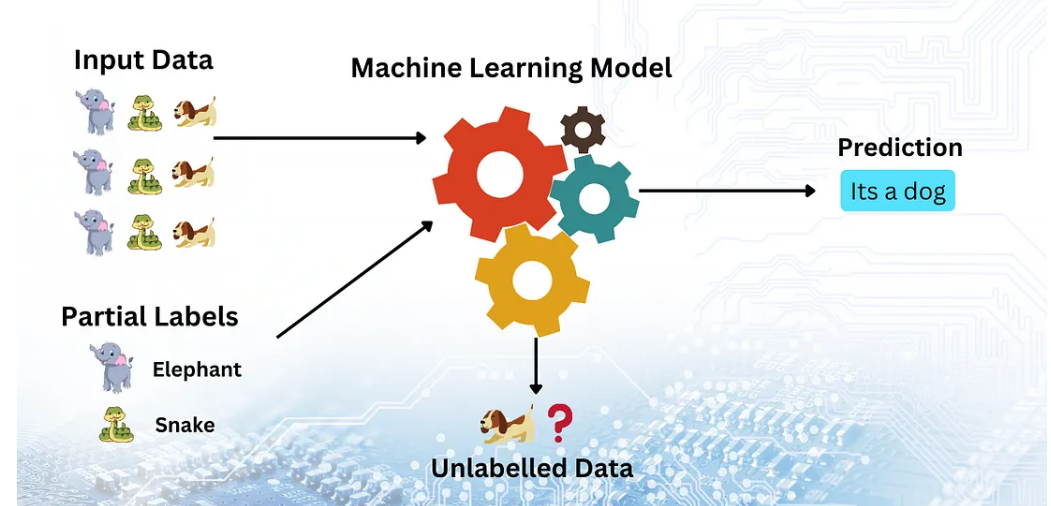 Input Data
Machine Learning Model
Prediction
Its a dog
Partial Labels
Elephant
Snake
?
Unlabelled Data